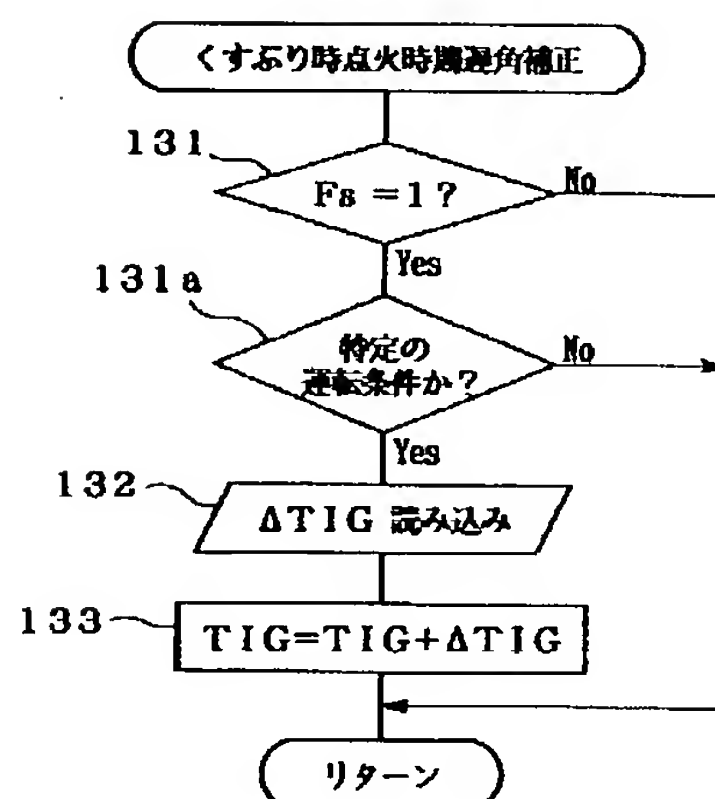 くすぶり時点火時期遅角補正
131
Fs =1?
No
Yes
131a
特定の
運転条件か?
No
Yes
132
ΔTIG 読み込み
133
TIG=TIG+ΔTIG
リターン